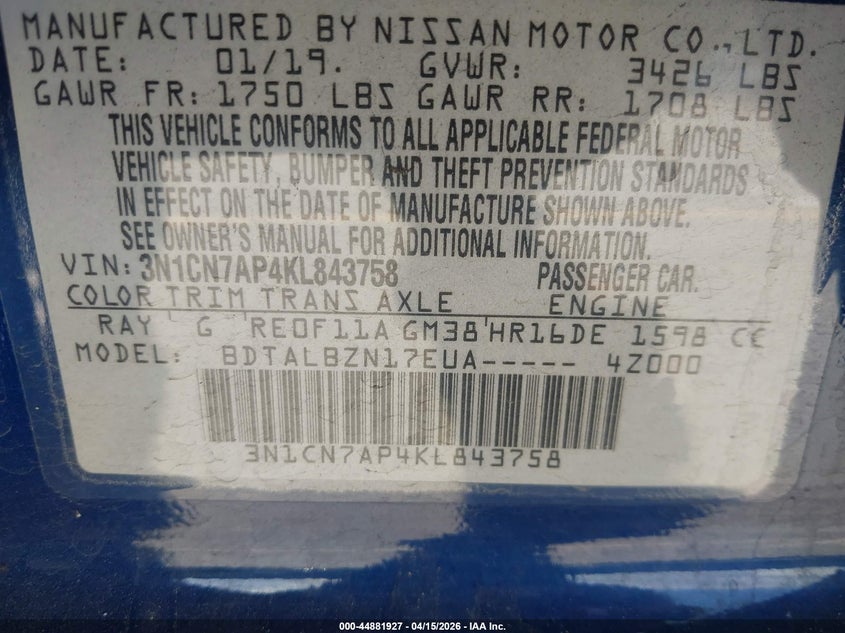 MANUFACTURED BY NISSAN MOTOR CO., LTD.
DATE: 01/19. GVWR: 3426 LBS
GAWR FR: 1750 LBS GAWR RR: 1708 LBS
THIS VEHICLE CONFORMS TO ALL APPLICABLE FEDERAL MOTOR
VEHICLE SAFETY, BUMPER AND THEFT PREVENTION STANDARDS
IN EFFECT ON THE DATE OF MANUFACTURE SHOWN ABOVE.
SEE OWNER'S MANUAL FOR ADDITIONAL INFORMATION.
VIN: 3N1CN7AP4KL843758 PASSENGER CAR.
COLOR TRIM TRANS AXLE ENGINE
RAY G RE0F11A GM38 HR16DE 1598 CC
MODEL: BDTALBZN17EUA----- 4Z000
3N1CN7AP4KL843758
000-44881927 - 04/15/2026 - IAA Inc.